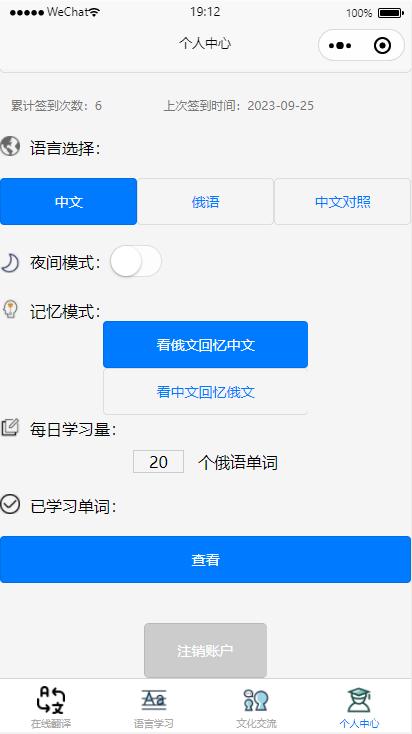 WeChat 19:12 100%
个人中心
累计签到次数：6 上次签到时间：2023-09-25
语言选择：
中文 俄语 中文对照
夜间模式：
记忆模式：
看俄文回忆中文
看中文回忆俄文
每日学习量：
20 个俄语单词
已学习单词：
查看
注销账户
A 文 Aa
在线翻译 语言学习 文化交流 个人中心